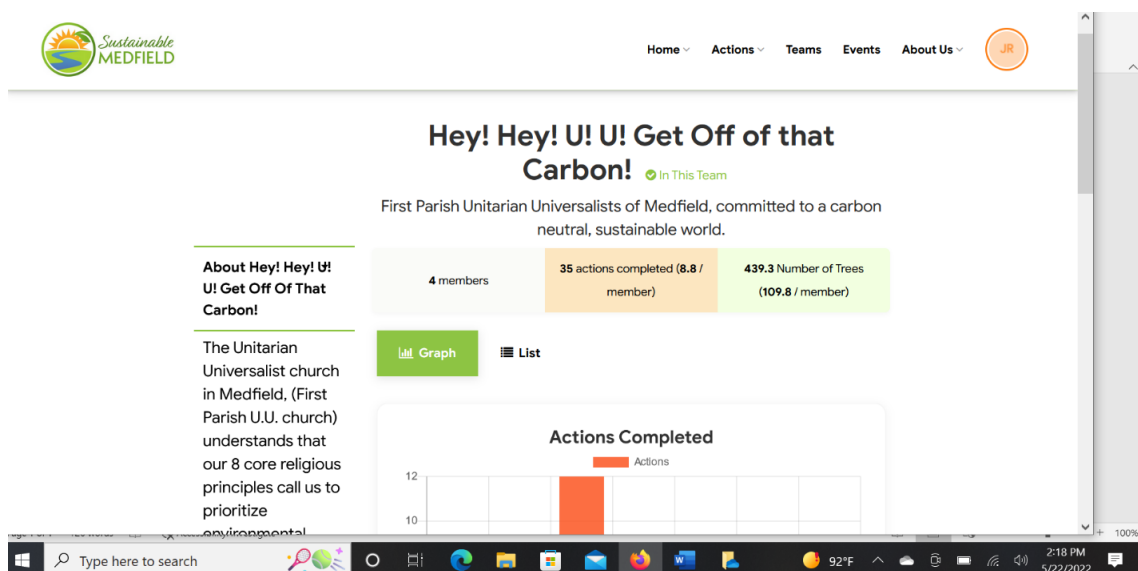 Sustainable
MEDFIELD
Home
Actions
Teams
Events
About Us
JR
Hey! Hey! U! U! Get Off of that
Carbon!
In This Team
First Parish Unitarian Universalists of Medfield, committed to a carbon
neutral, sustainable world.
About Hey! Hey! U!
U! Get Off Of That
Carbon!
4 members
35 actions completed (8.8 /
member)
439.3 Number of Trees
(109.8 / member)
The Unitarian
Universalist church
in Medfield, (First
Parish U.U. church)
understands that
our 8 core religious
principles call us to
prioritize
environmental
Graph
List
Actions Completed
Actions
12
10
100%
Type here to search
92°F
2:18 PM
5/22/2022